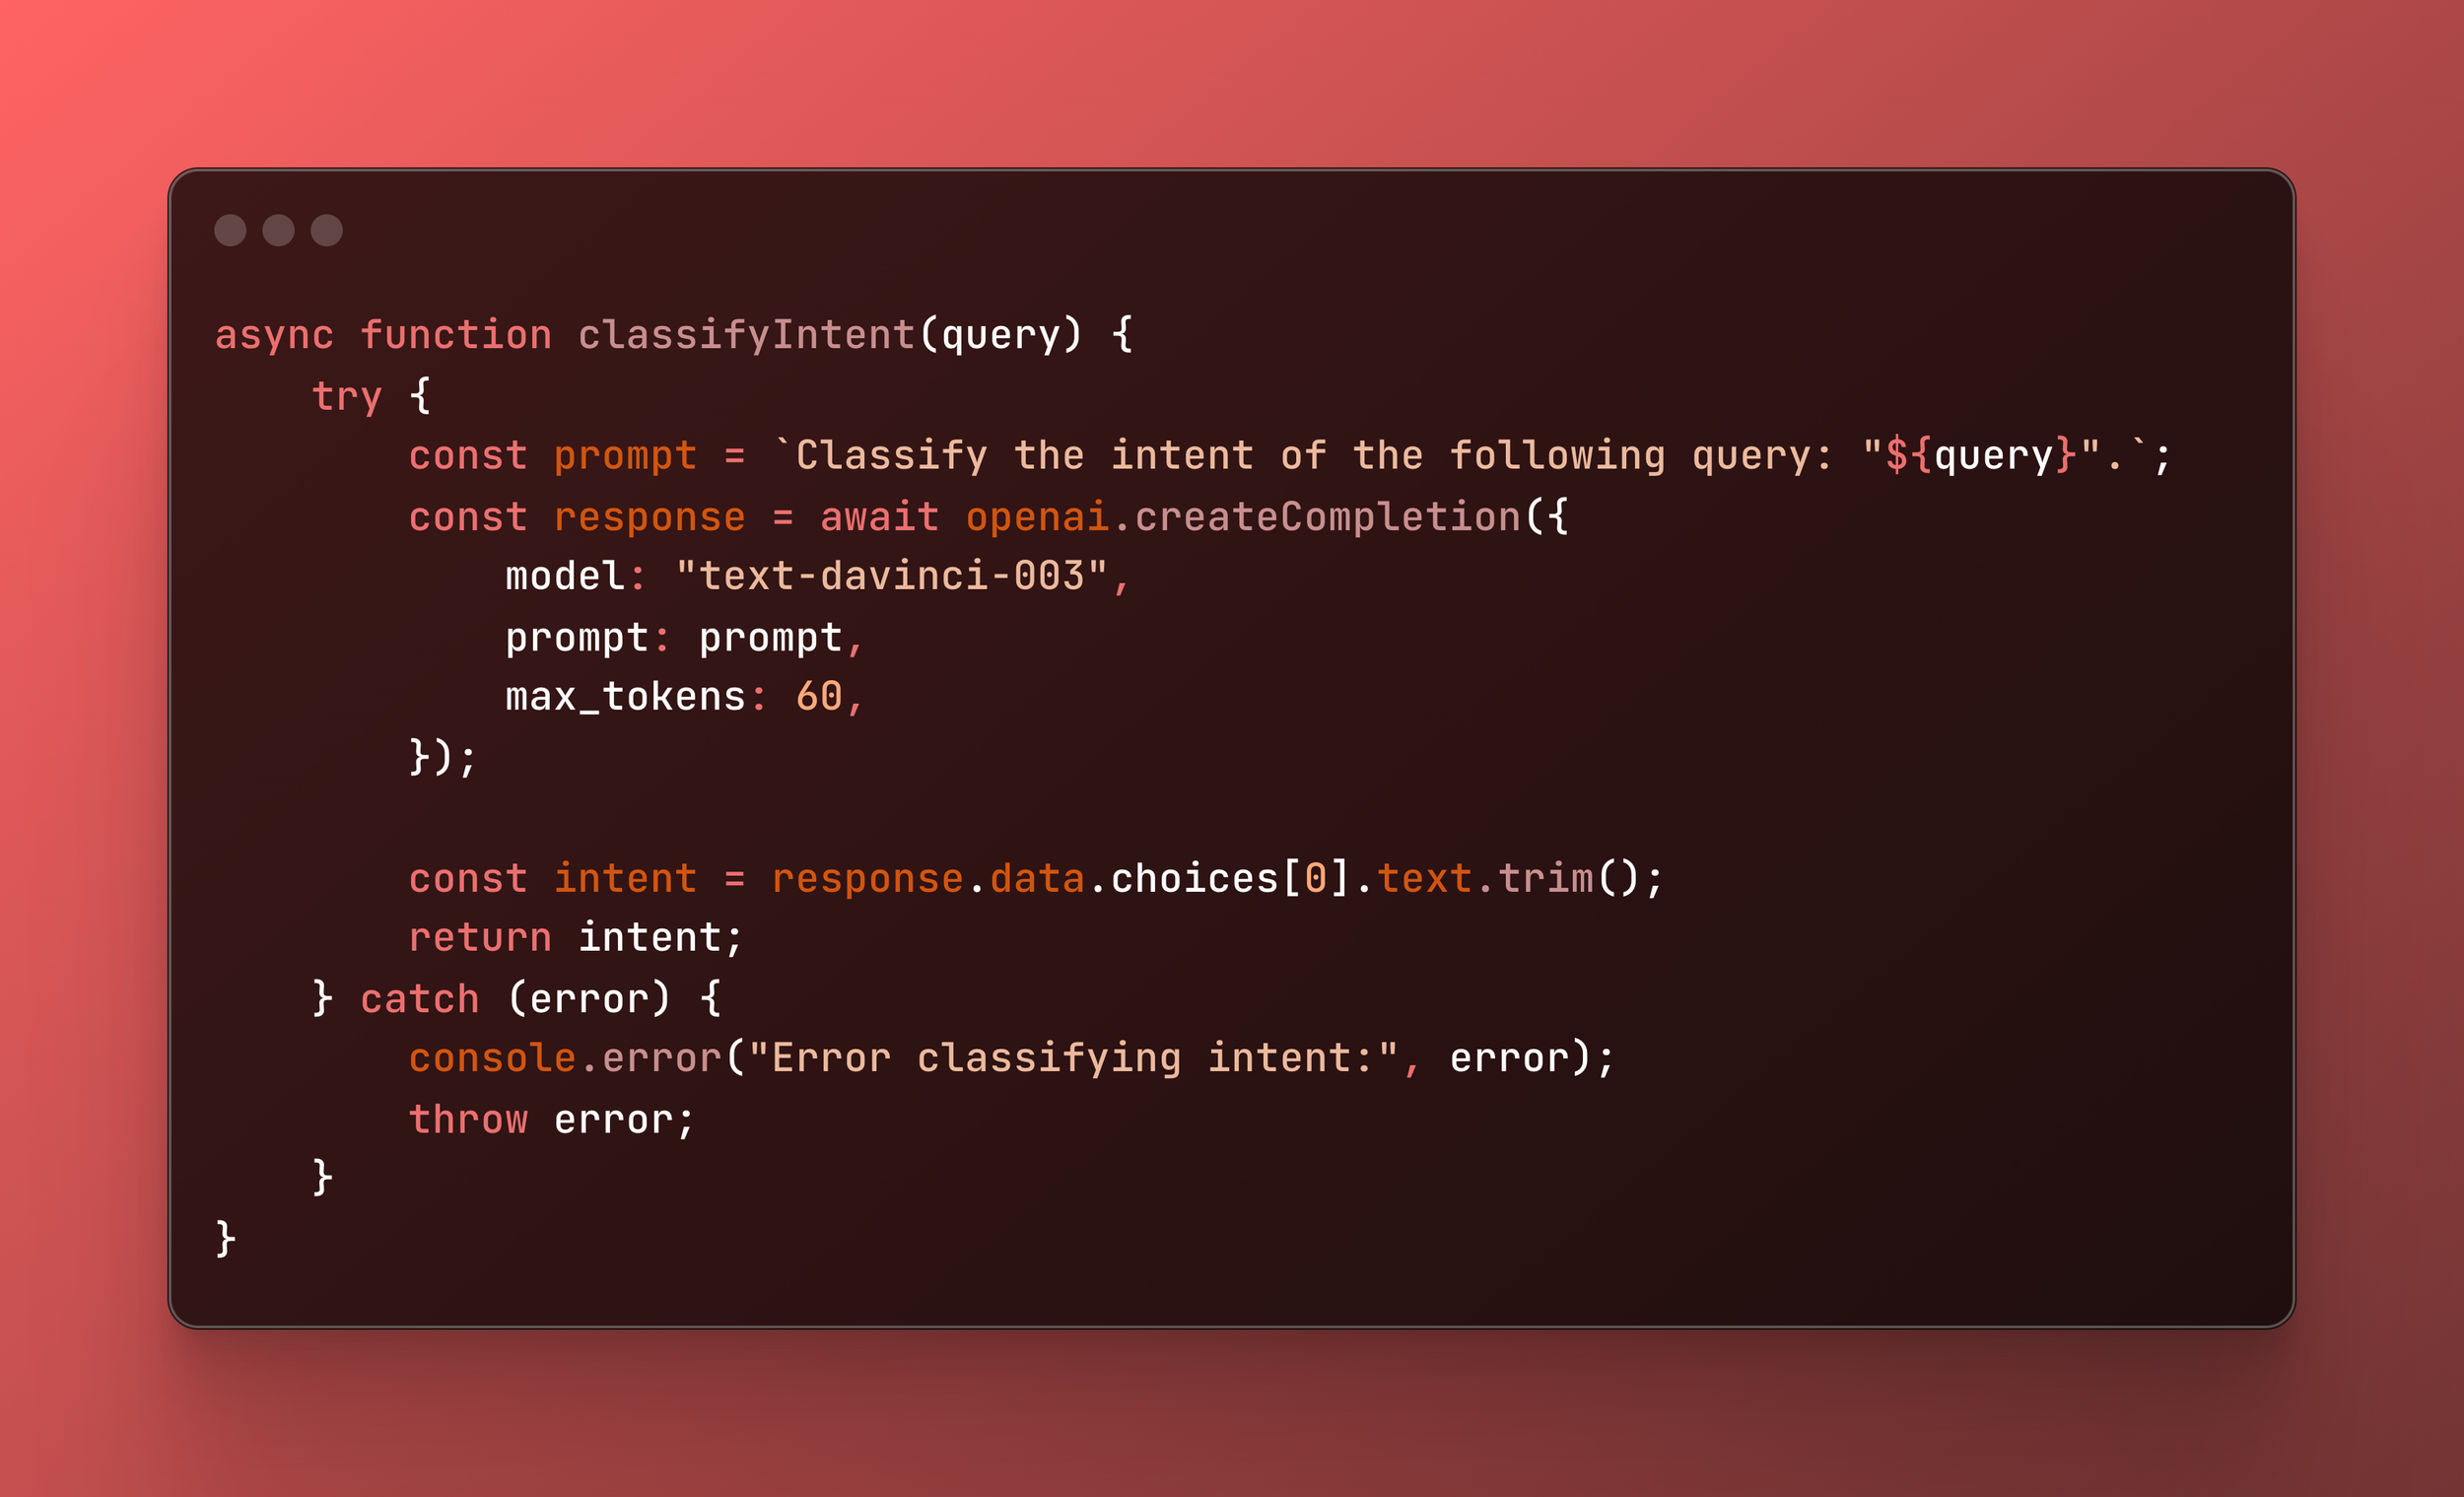 async function classifyIntent(query) {
    try {
        const prompt = `Classify the intent of the following query: "${query}".`;
        const response = await openai.createCompletion({
            model: "text-davinci-003",
            prompt: prompt,
            max_tokens: 60,
        });

        const intent = response.data.choices[0].text.trim();
        return intent;
    } catch (error) {
        console.error("Error classifying intent:", error);
        throw error;
    }
}